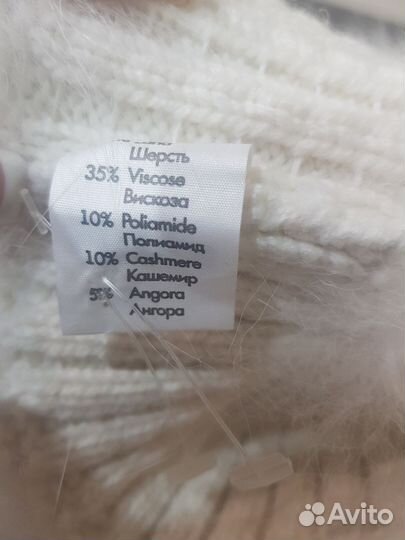 Шерсть
35% Viscose
Вискоза
10% Poliamide
Полиамид
10% Cashmere
Кашемир
5% Angora
Ангора
Avito